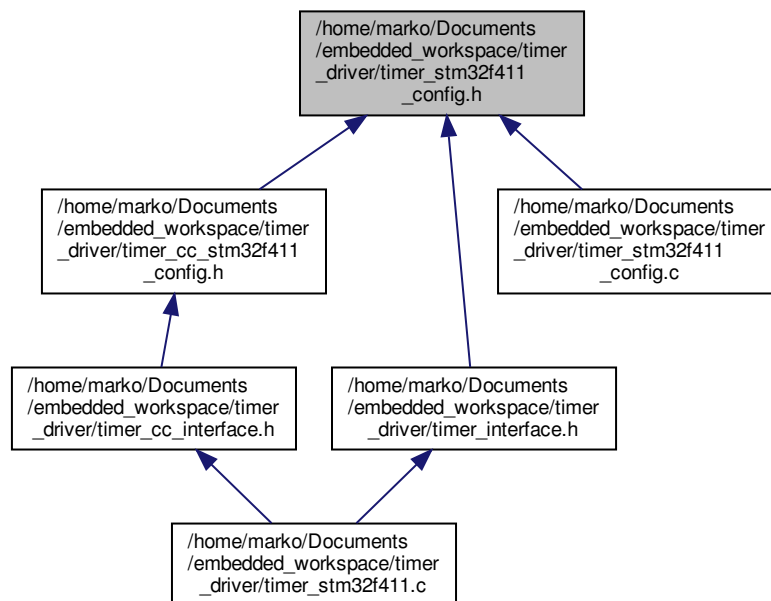 /home/marko/Documents
/embedded_workspace/timer
_driver/timer_stm32f411
_config.h
/home/marko/Documents
/embedded_workspace/timer
_driver/timer_cc_stm32f411
_config.h
/home/marko/Documents
/embedded_workspace/timer
_driver/timer_stm32f411
_config.c
/home/marko/Documents
/embedded_workspace/timer
_driver/timer_cc_interface.h
/home/marko/Documents
/embedded_workspace/timer
_driver/timer_interface.h
/home/marko/Documents
/embedded_workspace/timer
_driver/timer_stm32f411.c